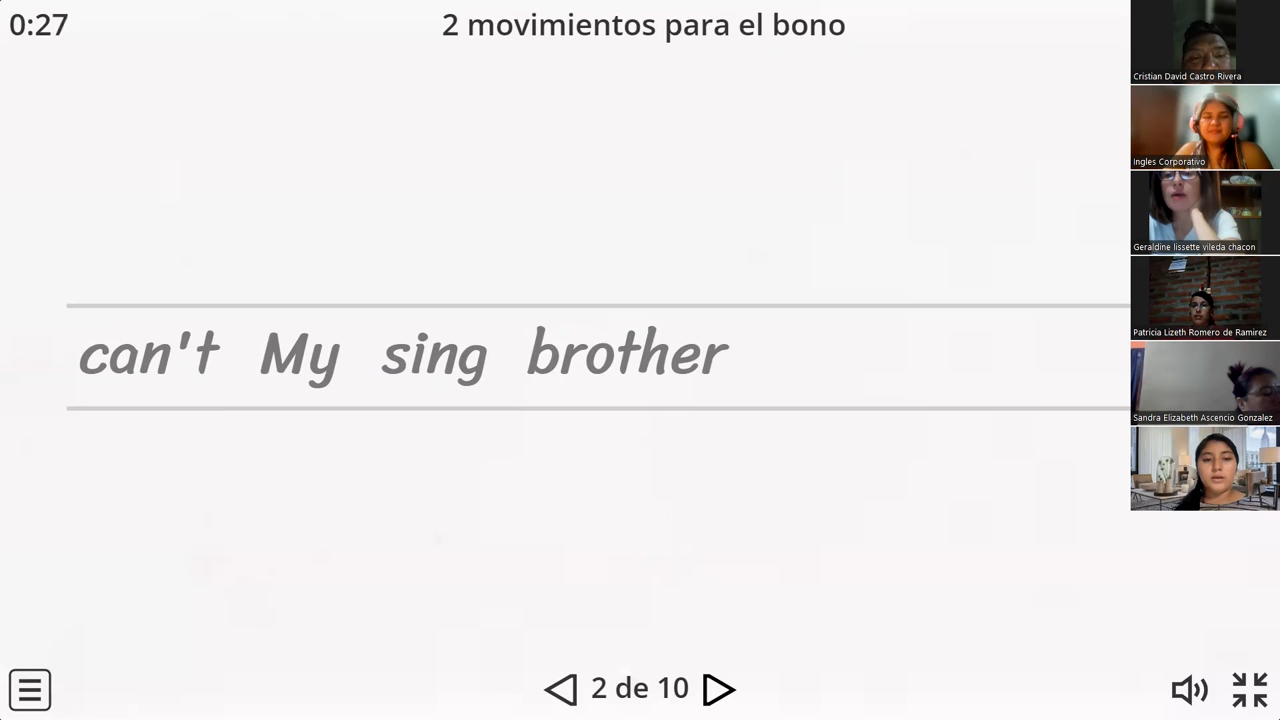 0:27
2 movimientos para el bono
Cristian David Castro Rivera
Ingles Corporativo
Geraldine lissette vileda chacon
Patricia Lizeth Romero de Ramirez
can't My sing brother
Sandra Elizabeth Ascencio Gonzalez
2 de 10